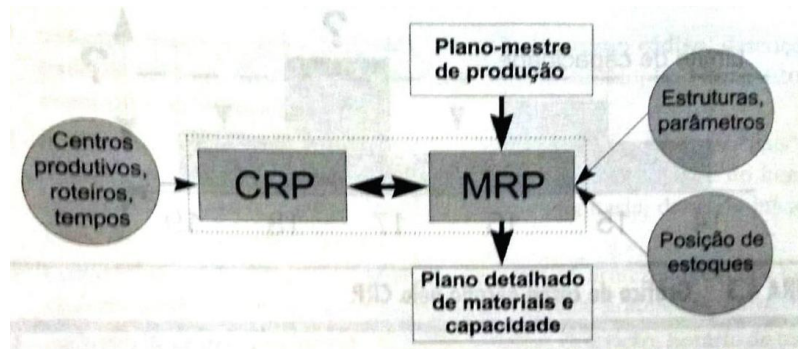 Plano-mestre
de produção
Estruturas,
parâmetros
Centros
produtivos,
roteiros,
tempos
CRP
MRP
Posição de
estoques
Plano detalhado
de materiais e
capacidade